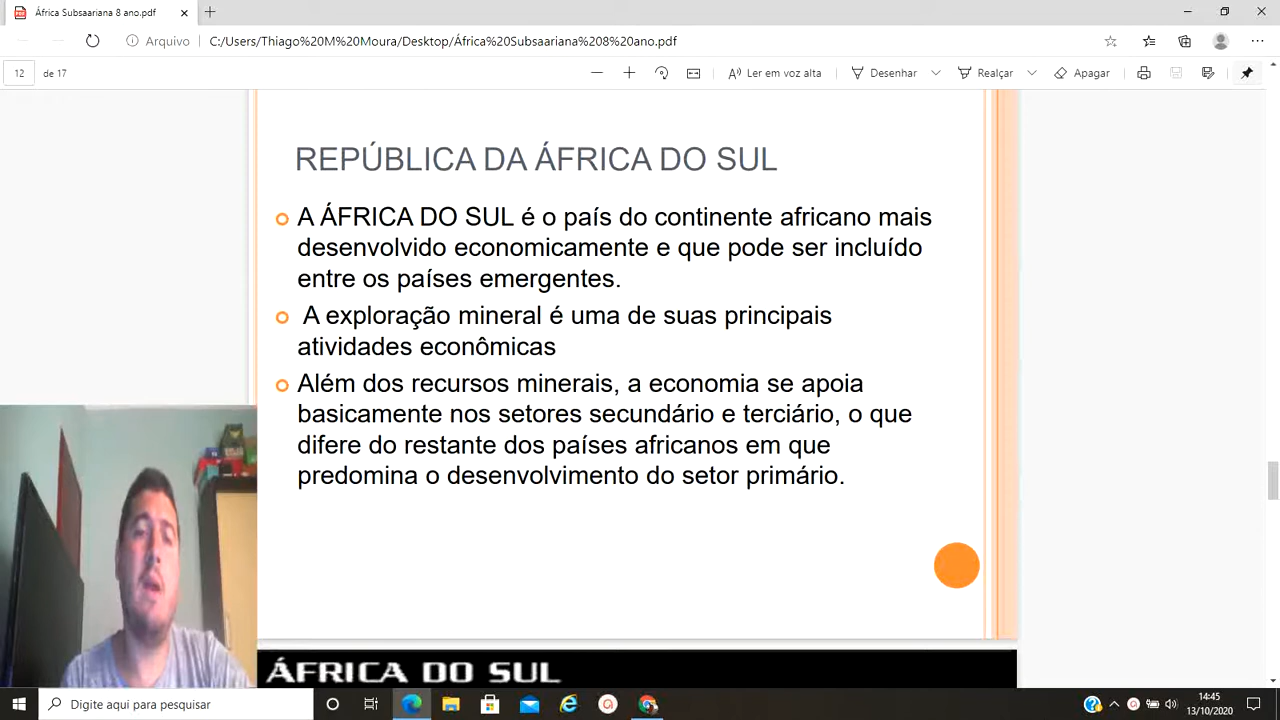 África Subsaariana 8 ano.pdf
Arquivo C:/Users/Thiago%20M%20Moura/Desktop/África%20Subsaariana%208%20ano.pdf
12 de 17 Ler em voz alta Desenhar Realçar Apagar
REPÚBLICA DA ÁFRICA DO SUL
A ÁFRICA DO SUL é o país do continente africano mais
desenvolvido economicamente e que pode ser incluído
entre os países emergentes.
A exploração mineral é uma de suas principais
atividades econômicas
Além dos recursos minerais, a economia se apoia
basicamente nos setores secundário e terciário, o que
difere do restante dos países africanos em que
predomina o desenvolvimento do setor primário.
ÁFRICA DO SUL
Digite aqui para pesquisar
14:45
13/10/2020